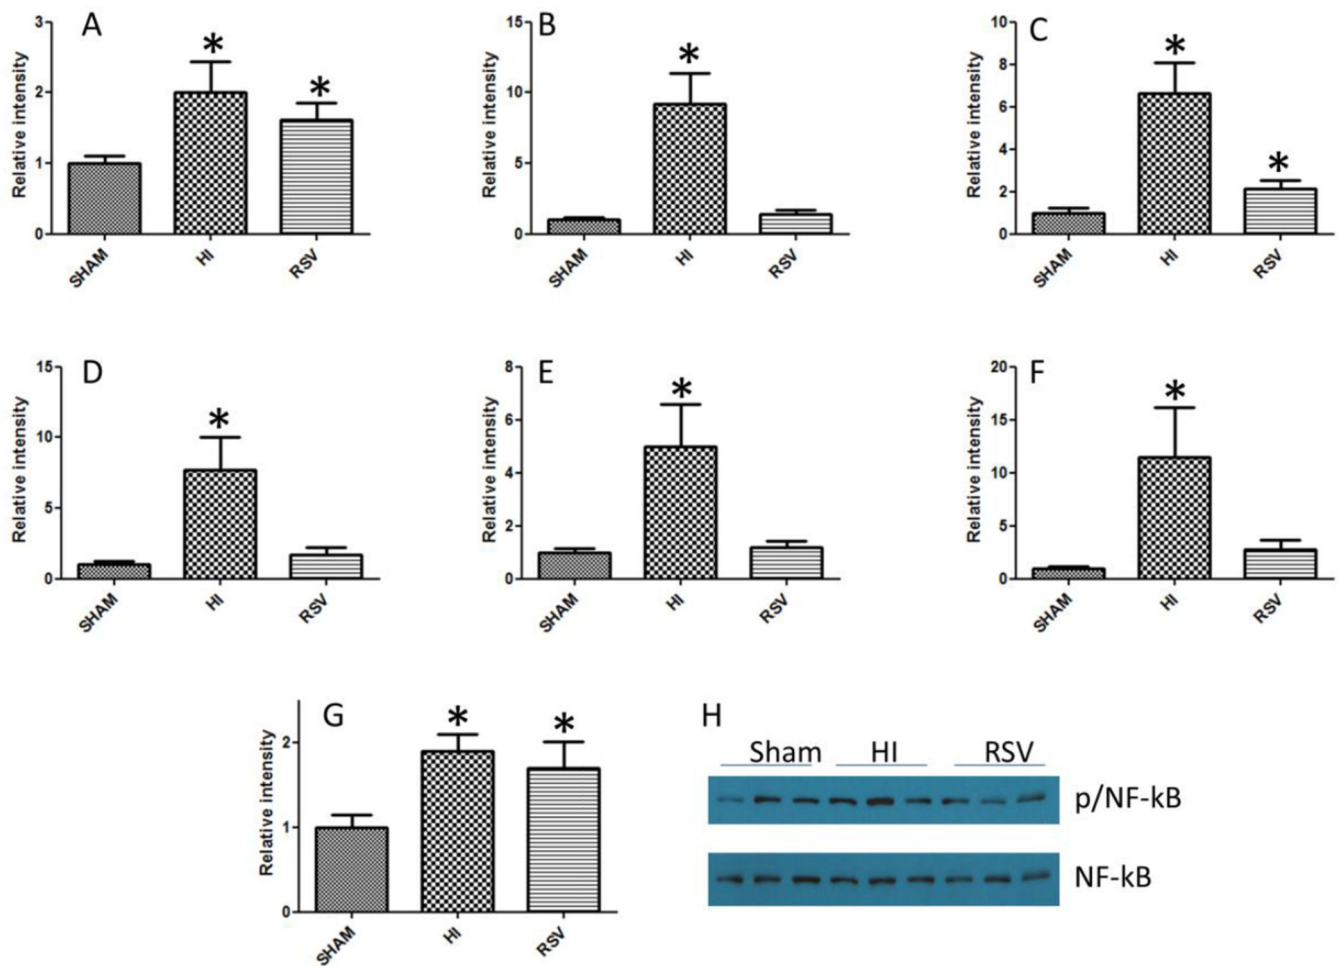 A
Relative intensity
3
2
1
0
*
*
SHAM
HI
RSV
B
Relative intensity
15
10
5
0
*
SHAM
HI
RSV
C
Relative intensity
10
8
6
4
2
0
*
*
SHAM
HI
RSV
D
Relative intensity
15
10
5
0
*
SHAM
HI
RSV
E
Relative intensity
8
6
4
2
0
*
SHAM
HI
RSV
F
Relative intensity
20
15
10
5
0
*
SHAM
HI
RSV
G
Relative intensity
2
1
0
*
*
SHAM
HI
RSV
H
Sham HI RSV
p/NF-kB
NF-kB